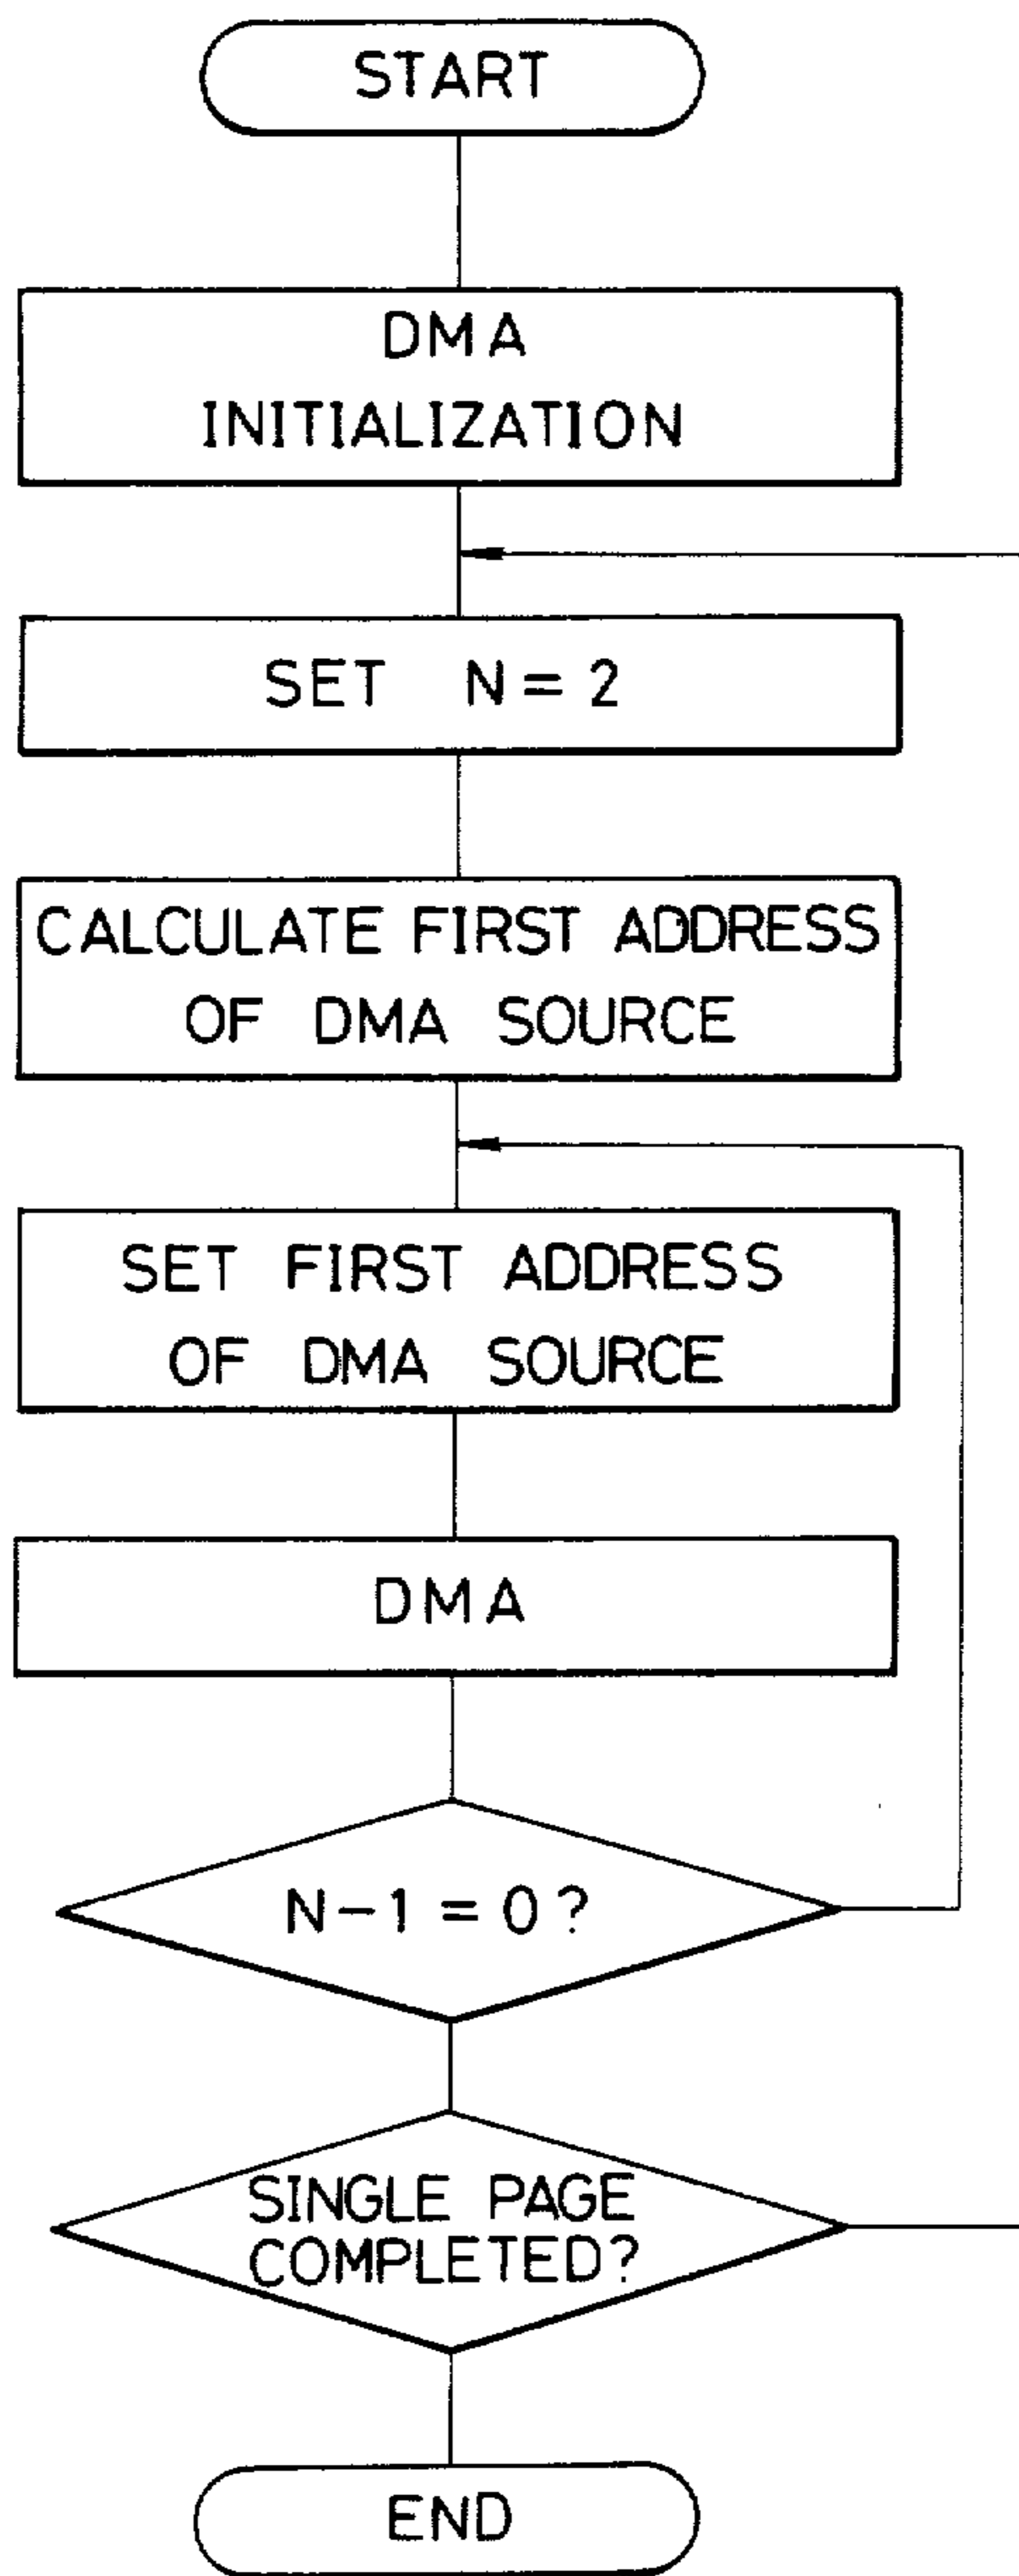 START
DMA
INITIALIZATION
SET N = 2
CALCULATE FIRST ADDRESS
OF DMA SOURCE
SET FIRST ADDRESS
OF DMA SOURCE
DMA
N-1 = 0 ?
SINGLE PAGE
COMPLETED?
END